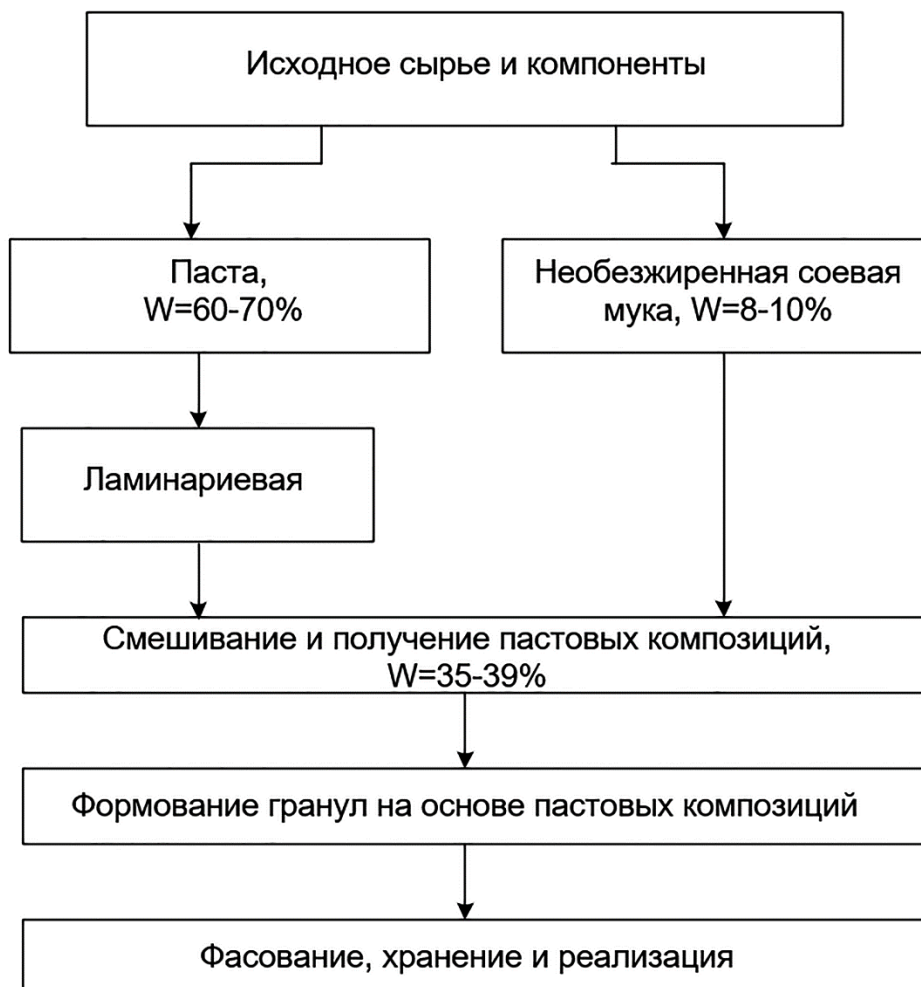 Исходное сырье и компоненты
Паста,
W=60-70%
Необезжиренная соевая
мука, W=8-10%
Ламинариевая
Смешивание и получение пастовых композиций,
W=35-39%
Формование гранул на основе пастовых композиций
Фасование, хранение и реализация